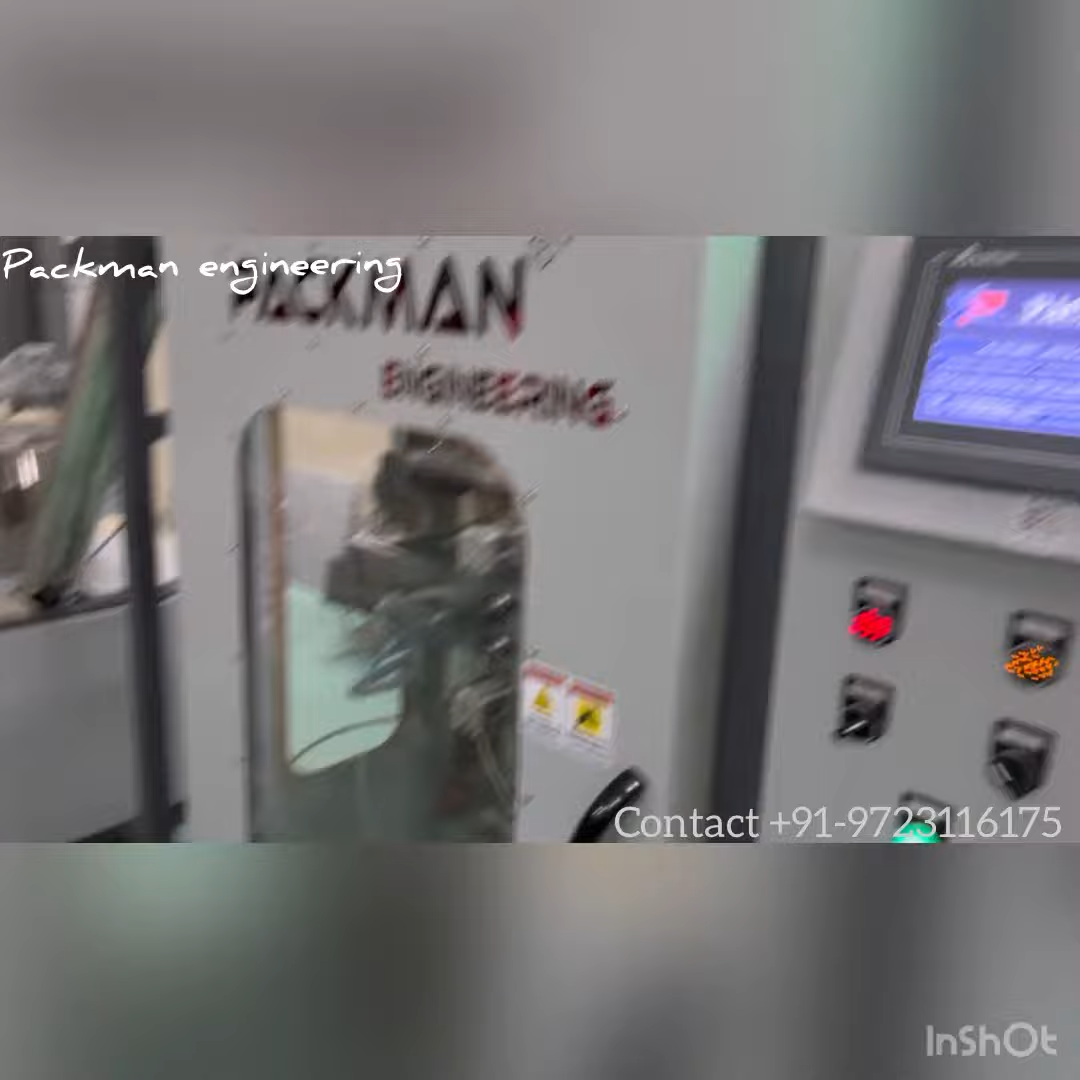 Packman engineering
PACKMAN
ENGINEERING
Contact +91-9723116175
InShOt